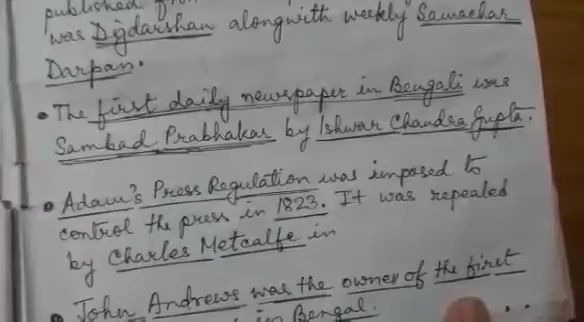 published
was Digdarshan alongwith weekly Samachar
Darpan.
• The first daily newspaper in Bengali was
Sambad Prabhakar by Ishwar Chandra Gupta.
• Adam's Press Regulation was imposed to
control the press in 1823. It was repealed
by Charles Metcalfe in
• John Andrews was the owner of the first
in Bengal.